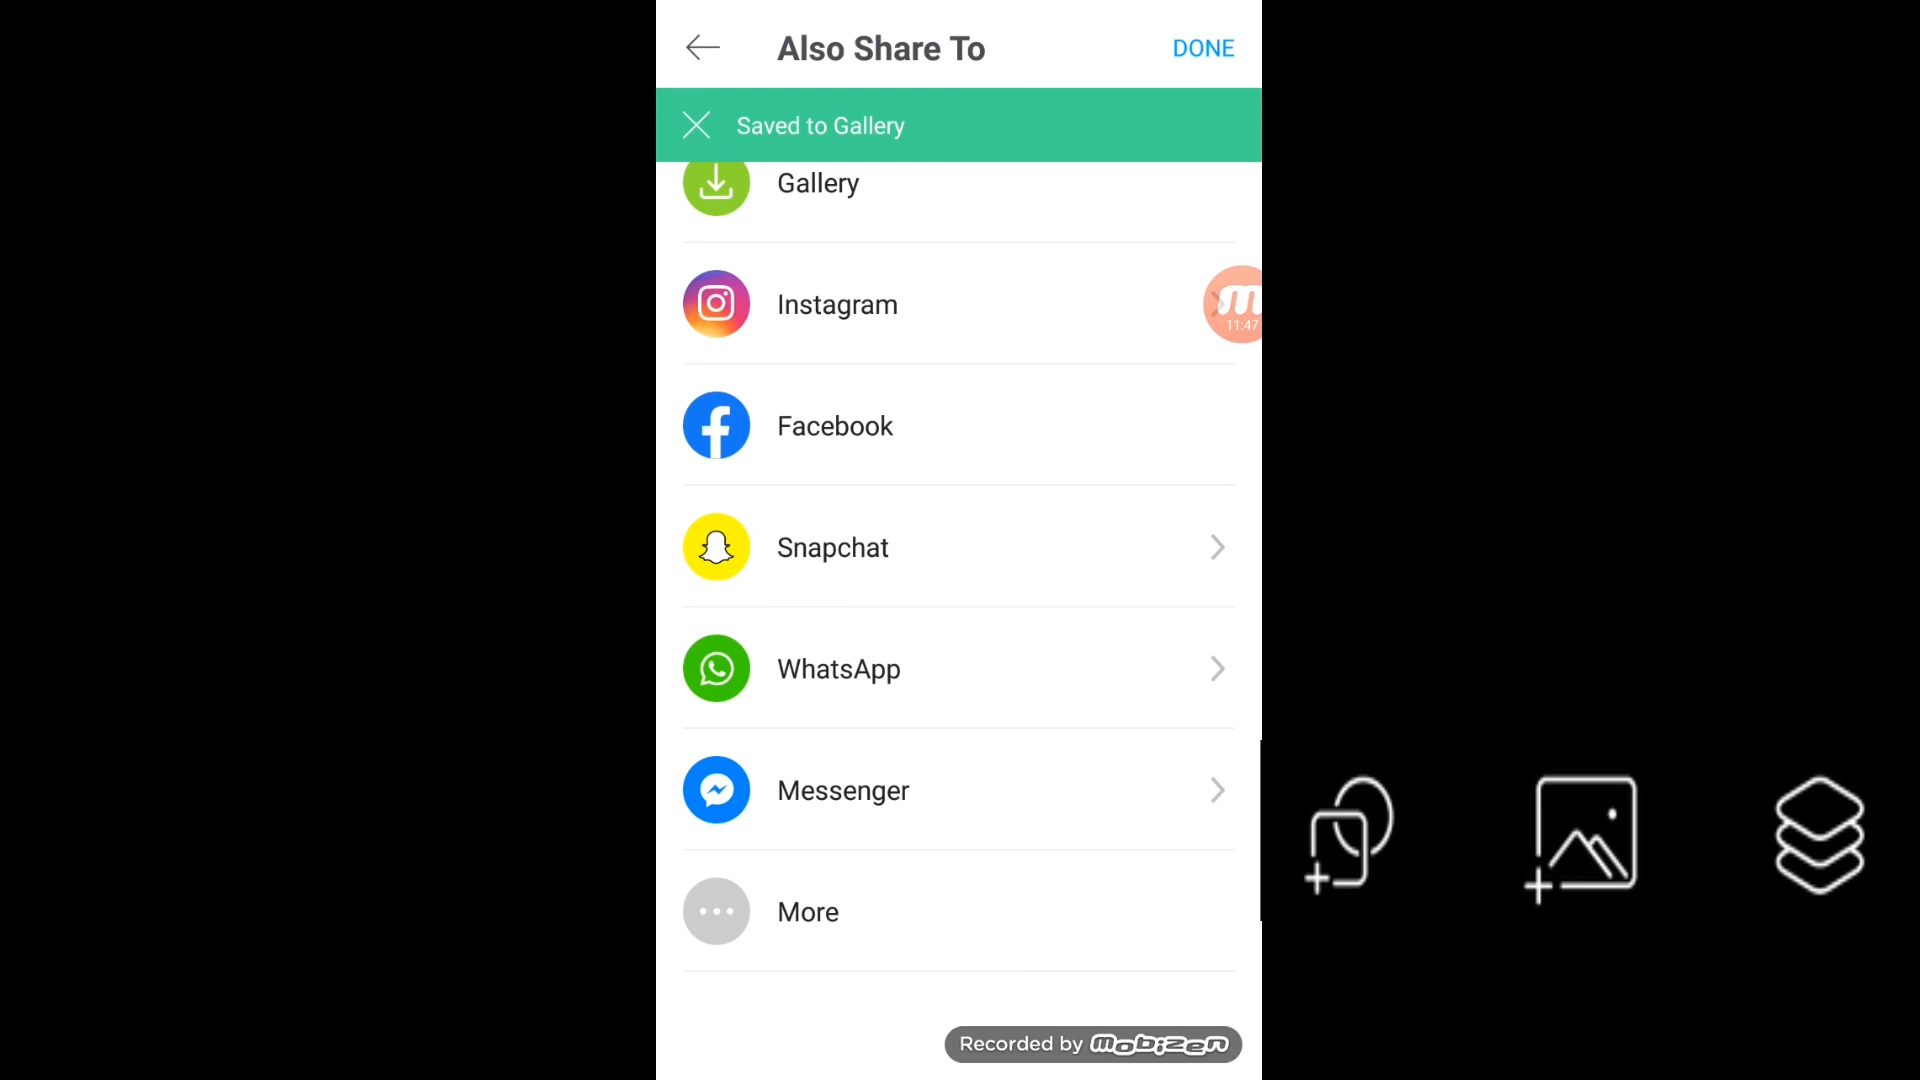 Also Share To
DONE
Saved to Gallery
Gallery
Instagram
11:47
Facebook
Snapchat
WhatsApp
Messenger
More
Recorded by mobizen